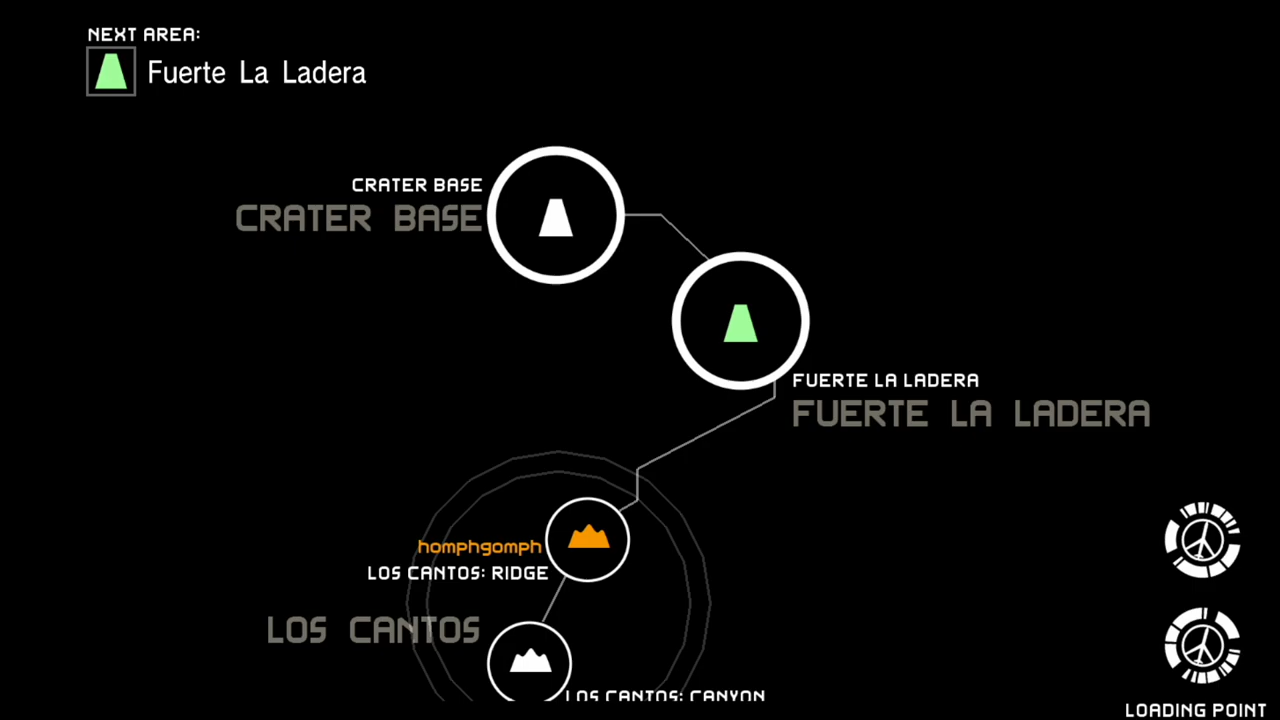 NEXT AREA:
Fuerte La Ladera
CRATER BASE
CRATER BASE
FUERTE LA LADERA
FUERTE LA LADERA
homphgomph
LOS CANTOS: RIDGE
LOS CANTOS
LOS CANTOS: CANYON
LOADING POINT